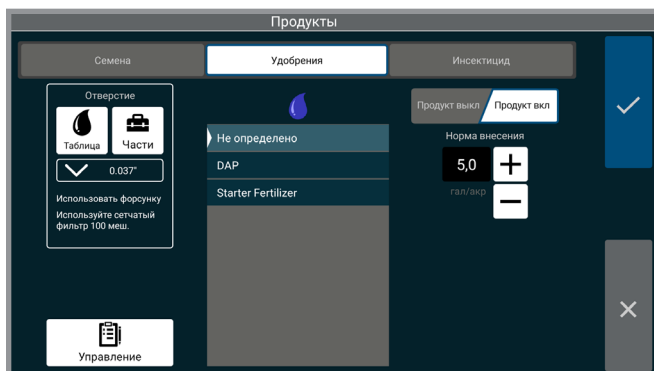 Продукты
Семена
Удобрения
Инсектицид
Отверстие
Таблица
Части
0.037"
Использовать форсунку
Используйте сетчатый
фильтр 100 меш.
Управление
Не определено
DAP
Starter Fertilizer
Продукт выкл
Продукт вкл
Норма внесения
5,0
гал/акр